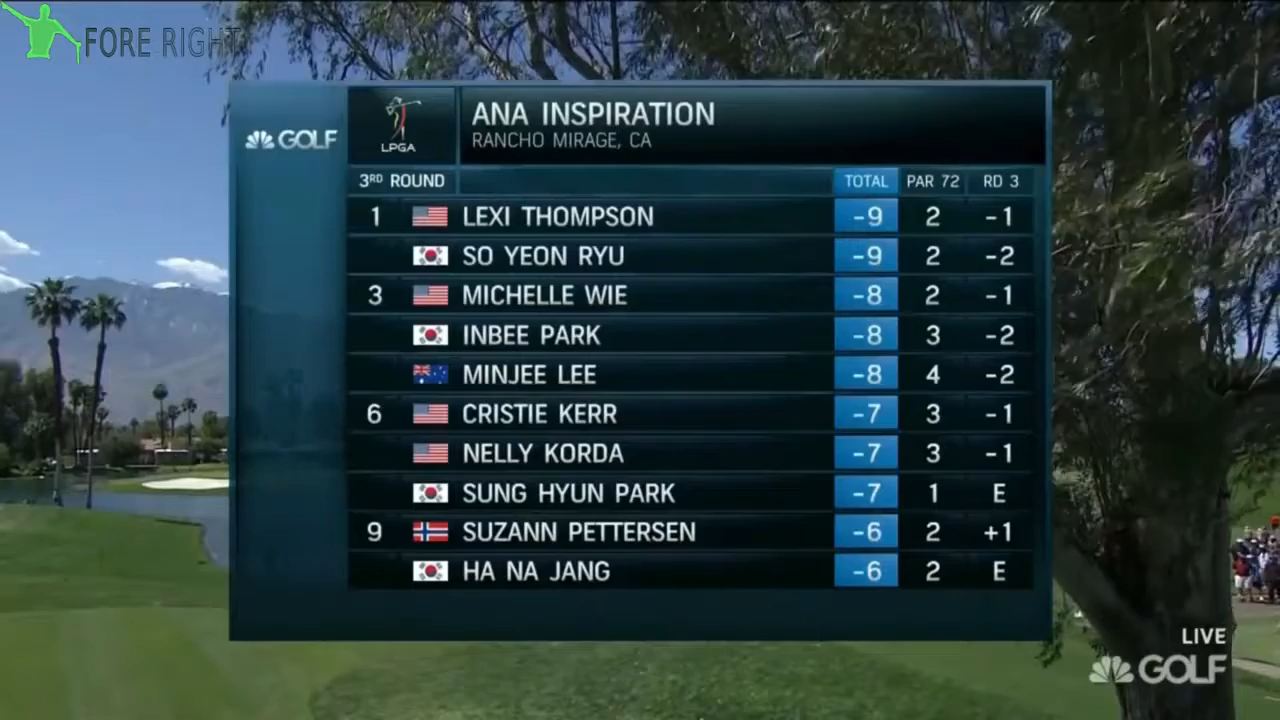 FORE RIGHT
GOLF
LPGA
ANA INSPIRATION
RANCHO MIRAGE, CA
3RD ROUND TOTAL PAR 72 RD 3
1 LEXI THOMPSON -9 2 -1
SO YEON RYU -9 2 -2
3 MICHELLE WIE -8 2 -1
INBEE PARK -8 3 -2
MINJEE LEE -8 4 -2
6 CRISTIE KERR -7 3 -1
NELLY KORDA -7 3 -1
SUNG HYUN PARK -7 1 E
9 SUZANN PETTERSEN -6 2 +1
HA NA JANG -6 2 E
LIVE
GOLF